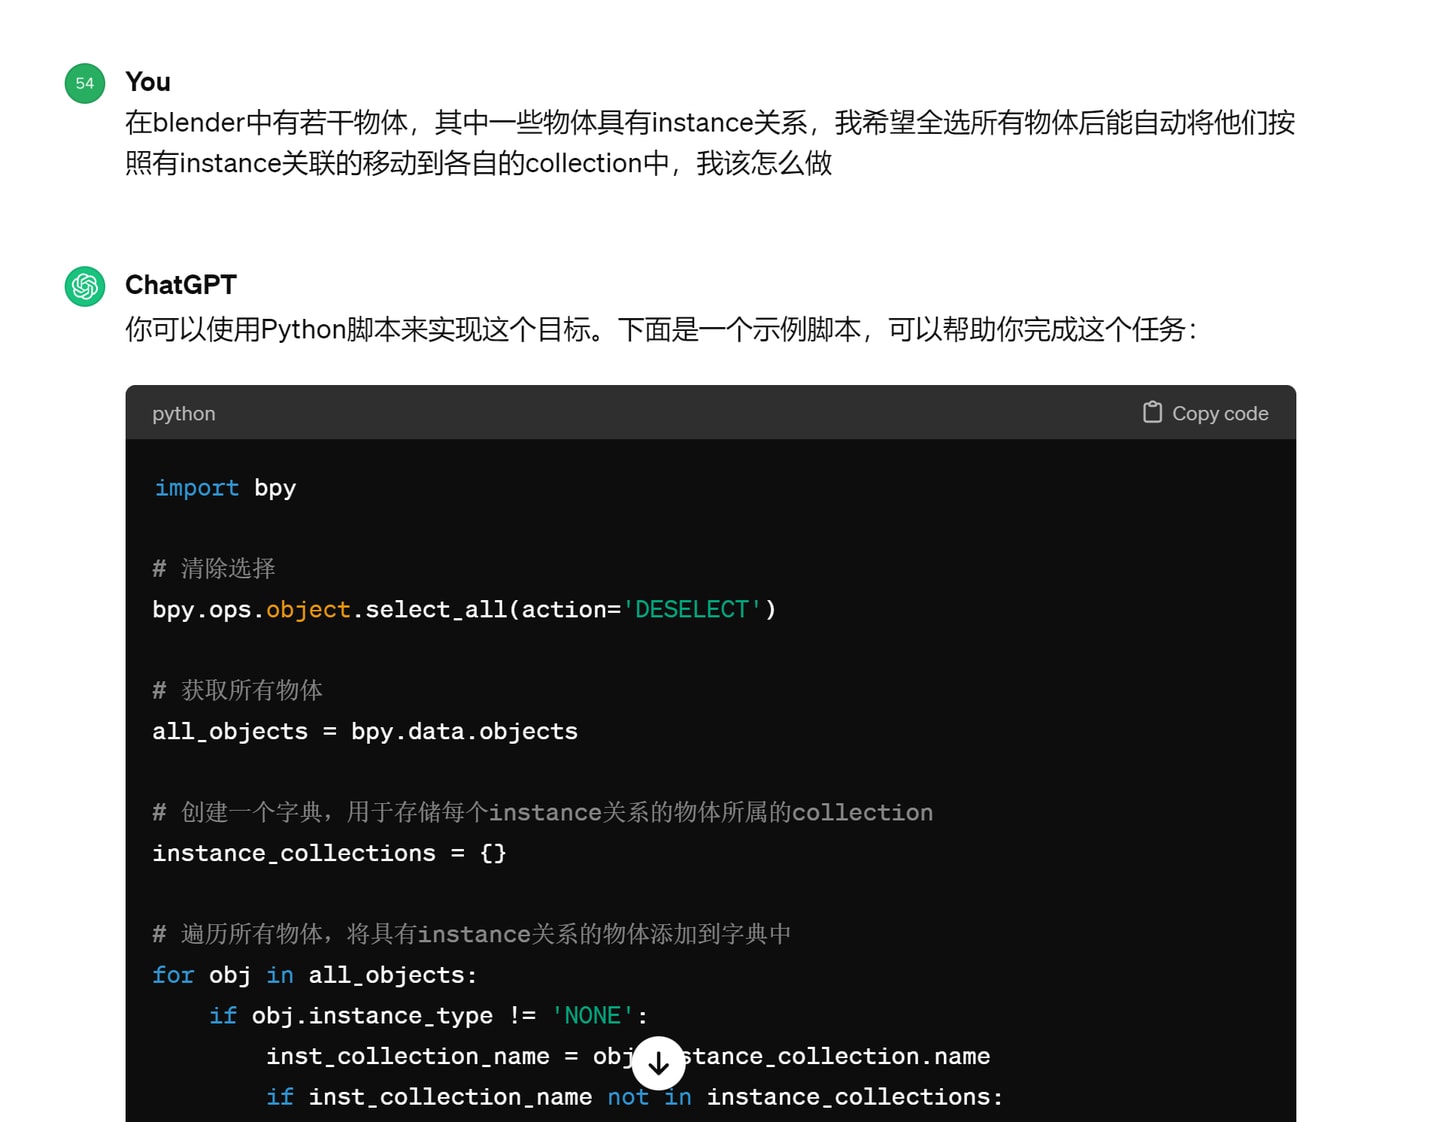 54
You
在blender中有若干物体，其中一些物体具有instance关系，我希望全选所有物体后能自动将他们按
照有instance关联的移动到各自的collection中，我该怎么做
ChatGPT
你可以使用Python脚本来实现这个目标。下面是一个示例脚本，可以帮助你完成这个任务：
python
Copy code
import bpy
# 清除选择
bpy.ops.object.select_all(action='DESELECT')
# 获取所有物体
all_objects = bpy.data.objects
# 创建一个字典，用于存储每个instance关系的物体所属的collection
instance_collections = {}
# 遍历所有物体，将具有instance关系的物体添加到字典中
for obj in all_objects:
    if obj.instance_type != 'NONE':
        inst_collection_name = obj stance_collection.name
        if inst_collection_name not in instance_collections: